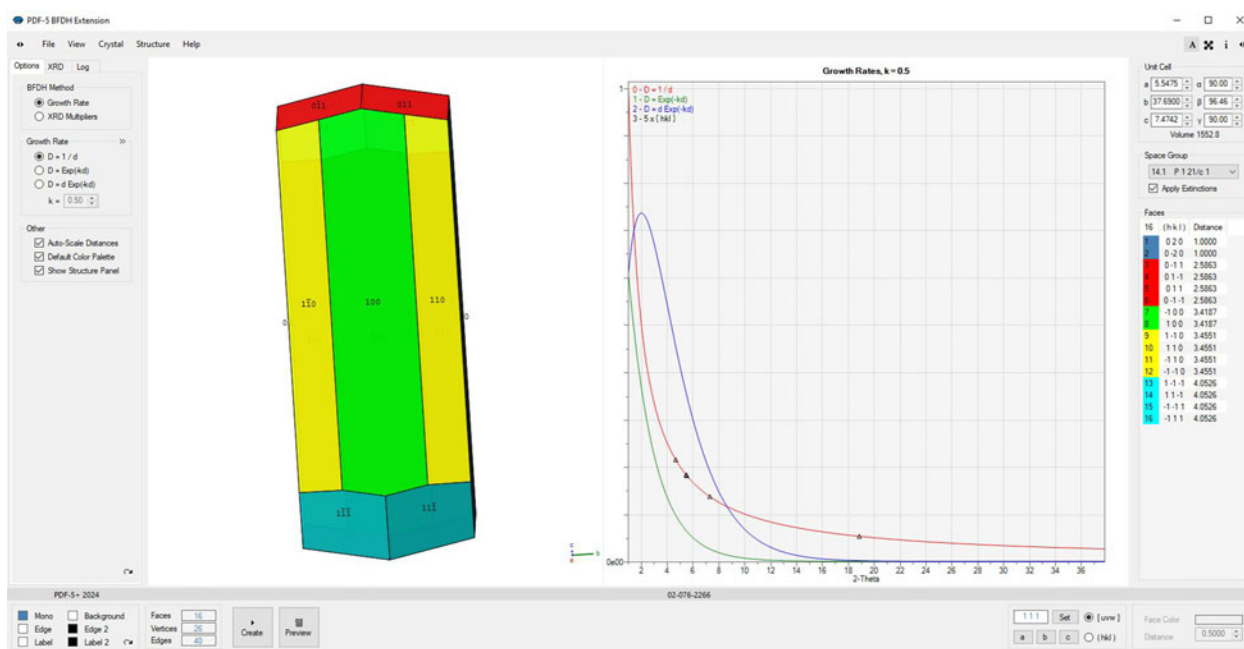 PDF-5 BFDH Extension
File View Crystal Structure Help
A i
Options XRD Log
BFDH Method
Growth Rate
XRD Multipliers
Growth Rate >>
D = 1 / d
D = Exp(-kd)
D = d Exp(-kd)
k = 0.50
Other
Auto-Scale Distances
Default Color Palette
Show Structure Panel
01̄1 011
11̄0 100 110
0 0
11̄1̄ 111̄
c
a b
Growth Rates, k = 0.5
0 - D = 1/d
1 - D = Exp(-kd)
2 - D = d Exp(-kd)
3 - 5 x {hkl}
1
0e00
2 4 6 8 10 12 14 16 18 20 22 24 26 28 30 32 34 36
2-Theta
Unit Cell
a 5.5475 α 90.00
b 37.6900 β 96.46
c 7.4742 γ 90.00
Volume 1552.8
Space Group
14.1 P 1 21/c 1
Apply Extinctions
Faces
16 (h k l) Distance
1 0 2 0 1.0000
2 0 -2 0 1.0000
3 0 -1 1 2.5863
4 0 1 -1 2.5863
5 0 1 1 2.5863
6 0 -1 -1 2.5863
7 -1 0 0 3.4187
8 1 0 0 3.4187
9 1 -1 0 3.4551
10 1 1 0 3.4551
11 -1 1 0 3.4551
12 -1 -1 0 3.4551
13 1 -1 -1 4.0526
14 1 1 -1 4.0526
15 -1 -1 1 4.0526
16 -1 1 1 4.0526
PDF-5+ 2024 02-076-2266
Mono Background
Edge Edge 2
Label Label 2
Faces 16
Vertices 26
Edges 40
Create Preview
1 1 1 Set [uvw]
a b c (hkl)
Face Color
Distance 0.5000